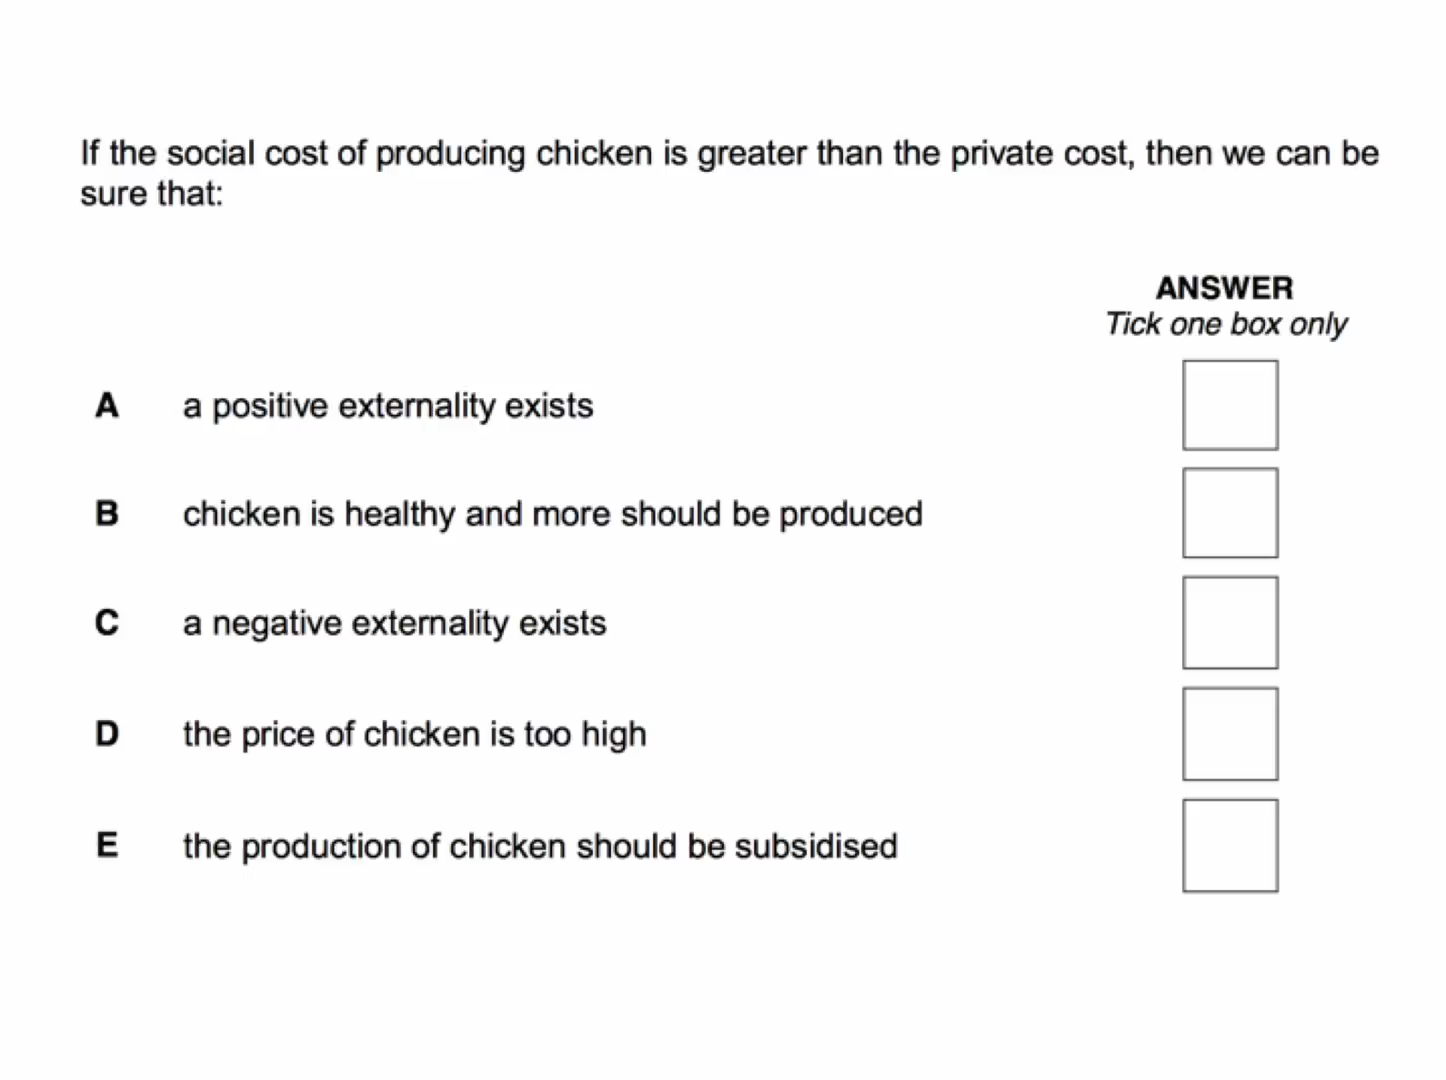 If the social cost of producing chicken is greater than the private cost, then we can be
sure that:
ANSWER
Tick one box only
A a positive externality exists
B chicken is healthy and more should be produced
C a negative externality exists
D the price of chicken is too high
E the production of chicken should be subsidised